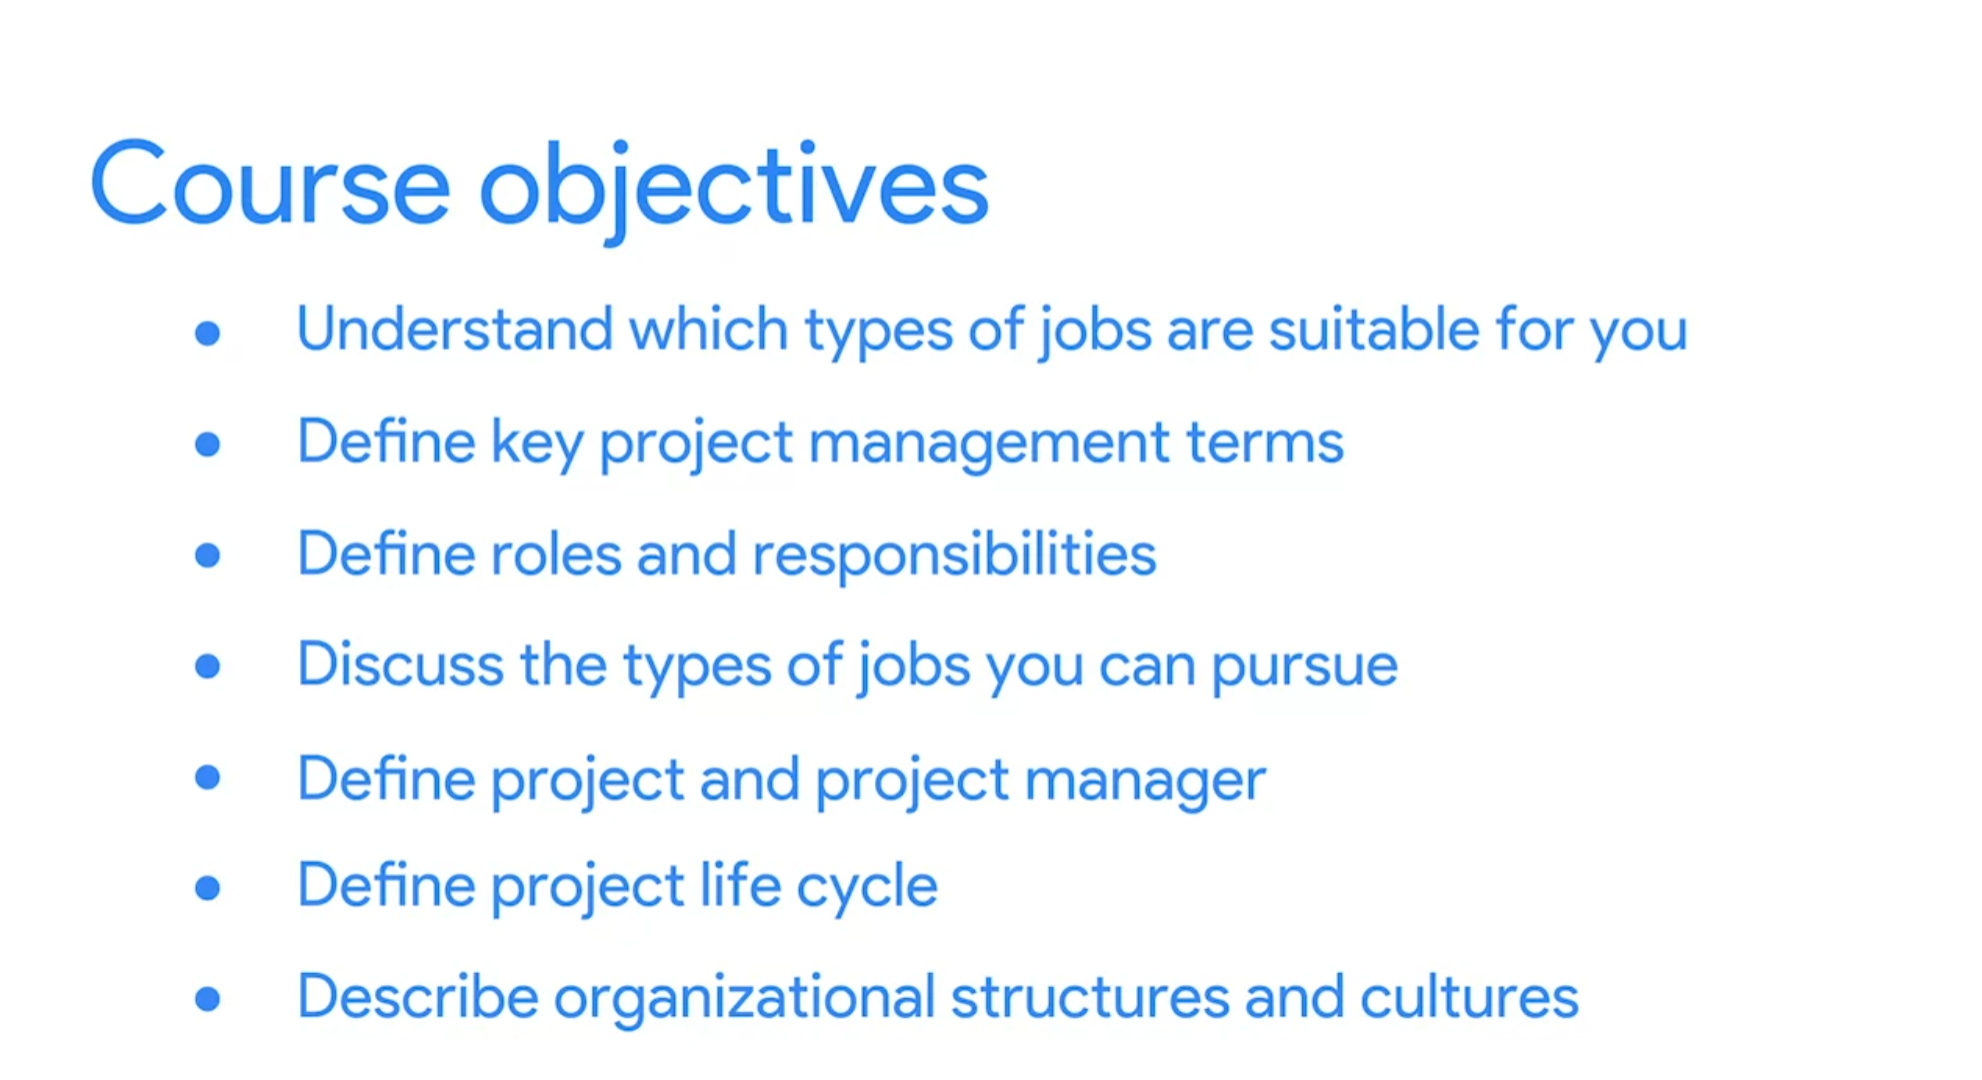 Course objectives
● Understand which types of jobs are suitable for you
● Define key project management terms
● Define roles and responsibilities
● Discuss the types of jobs you can pursue
● Define project and project manager
● Define project life cycle
● Describe organizational structures and cultures